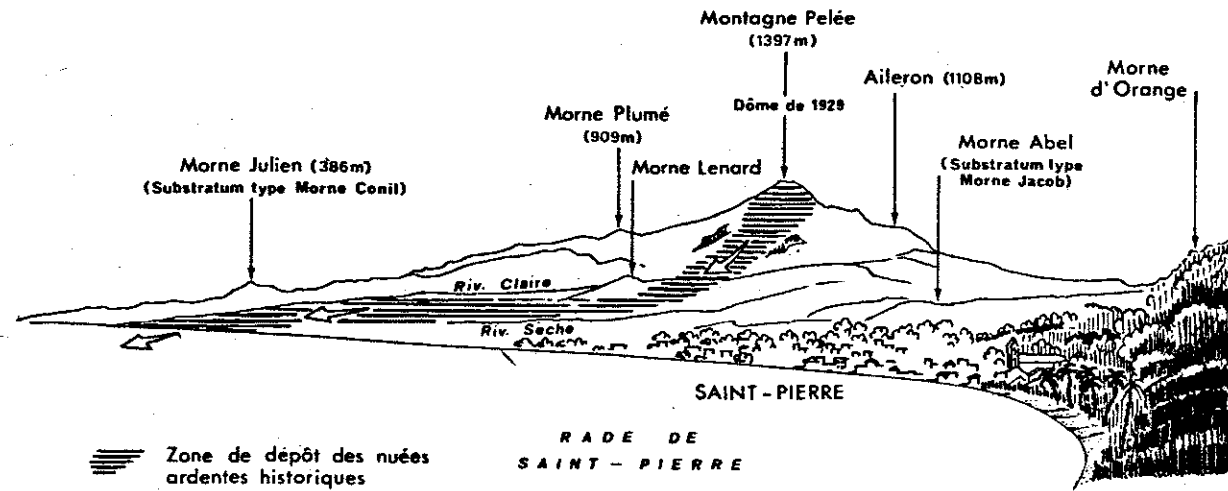 Montagne Pelée
(1397m)
Dôme de 1929
Aileron (1108m)
Morne
d'Orange
Morne Plumé
(909m)
Morne Abel
(Substratum type
Morne Jacob)
Morne Julien (386m)
(Substratum type Morne Conil)
Morne Lenard
Riv. Claire
Riv. Sèche
SAINT-PIERRE
RADE DE
SAINT-PIERRE
Zone de dépôt des nuées
ardentes historiques